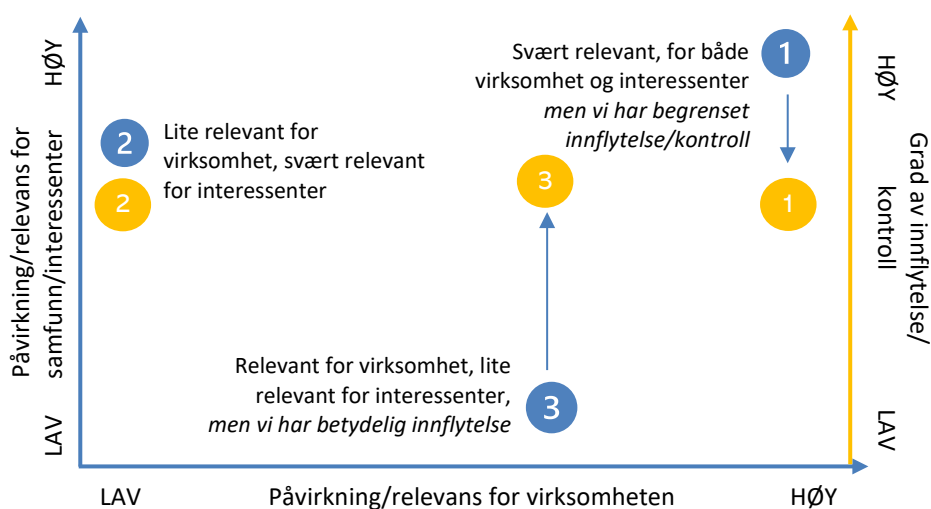 HØY
Påvirkning/relevans for
samfunn/interessenter
LAV
2
Lite relevant for
virksomhet, svært relevant
for interessenter
2
Svært relevant, for både
virksomhet og interessenter
men vi har begrenset
innflytelse/kontroll
1
3
1
Relevant for virksomhet, lite
relevant for interessenter,
men vi har betydelig innflytelse
3
HØY
Grad av innflytelse/
kontroll
LAV
LAV
Påvirkning/relevans for virksomheten
HØY